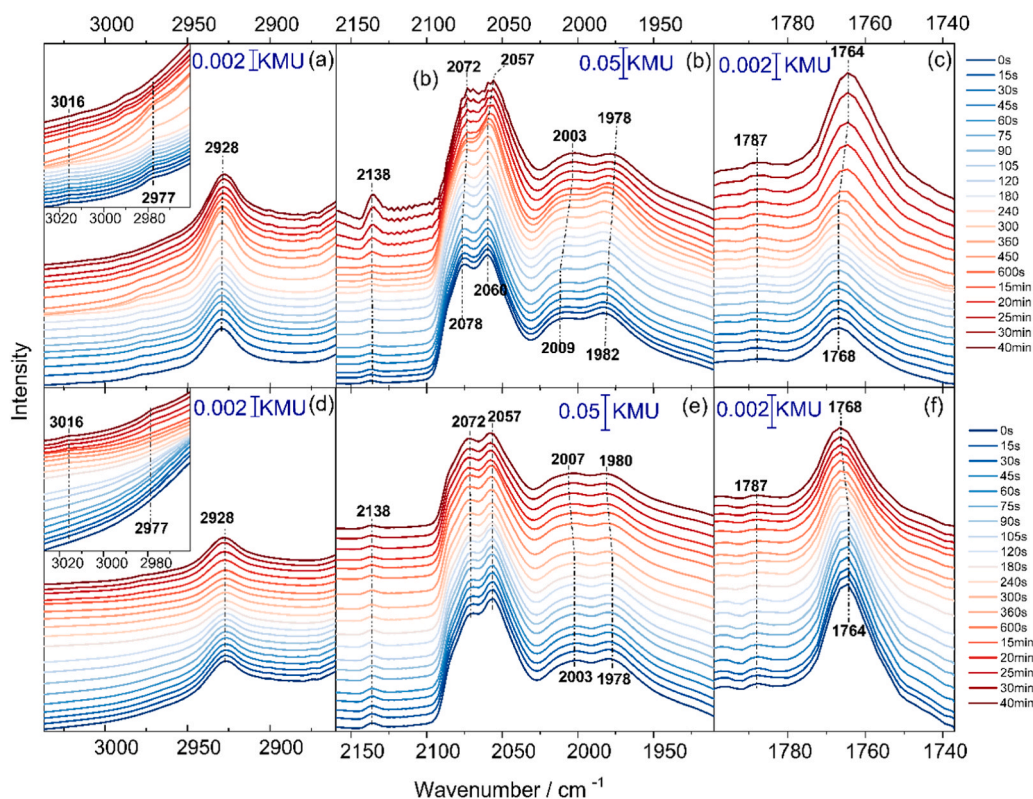 2150 2100 2050 2000 1950
3000 2950 2900
1780 1760 1740
0.002 KMU (a)
(b)
0.05 KMU (b)
0.002 KMU (c)
3016
2977
3020 3000 2980
2928
2138
2072
2057
2003
1978
2078
2060
2009
1982
1787
1764
1768
0s
15s
30s
45s
60s
75
90
105
120
180
240
300
360
450
600s
15min
20min
25min
30min
40min
Intensity
0.002 KMU (d)
0.05 KMU (e)
0.002 KMU (f)
3016
2977
3020 3000 2980
2928
2138
2072 2057
2007 1980
2003 1978
1787
1768
1764
0s
15s
30s
45s
60s
75s
90s
105s
120s
180s
240s
300s
360s
600s
15min
20min
25min
30min
40min
3000 2950 2900
2150 2100 2050 2000 1950
1780 1760 1740
Wavenumber / cm -1